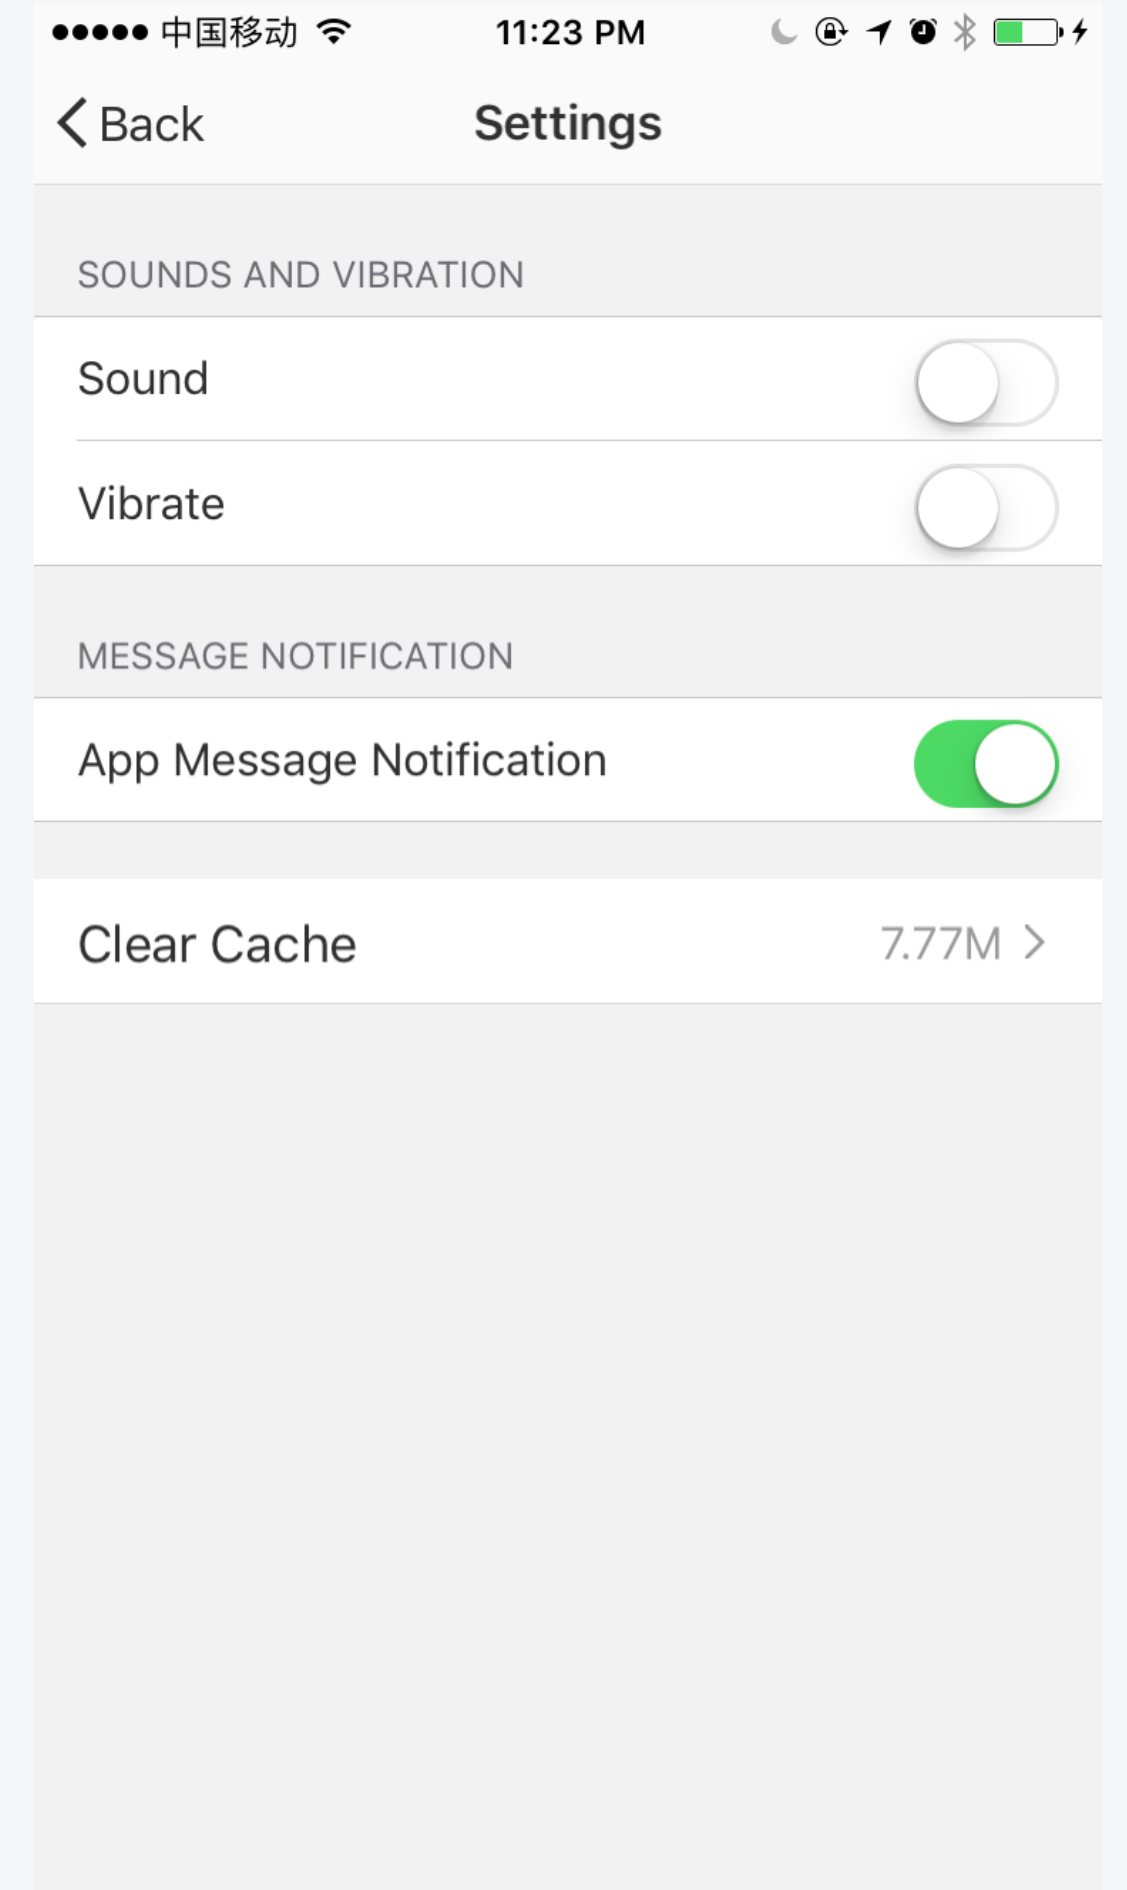 中国移动 11:23 PM
Back Settings
SOUNDS AND VIBRATION
Sound
Vibrate
MESSAGE NOTIFICATION
App Message Notification
Clear Cache 7.77M